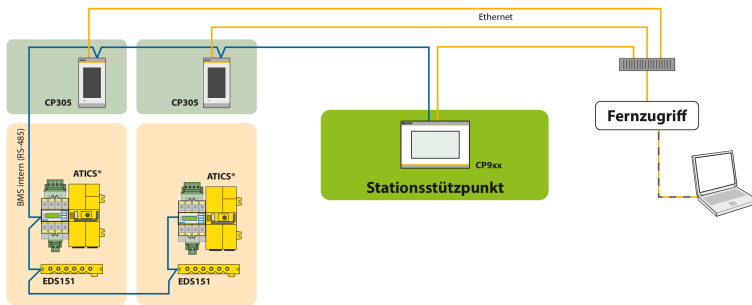 Ethernet
CP305
CP305
Fernzugriff
CP9xx
Stationsstützpunkt
BMS intern (RS-485)
ATICS®
ATICS®
EDS151
EDS151